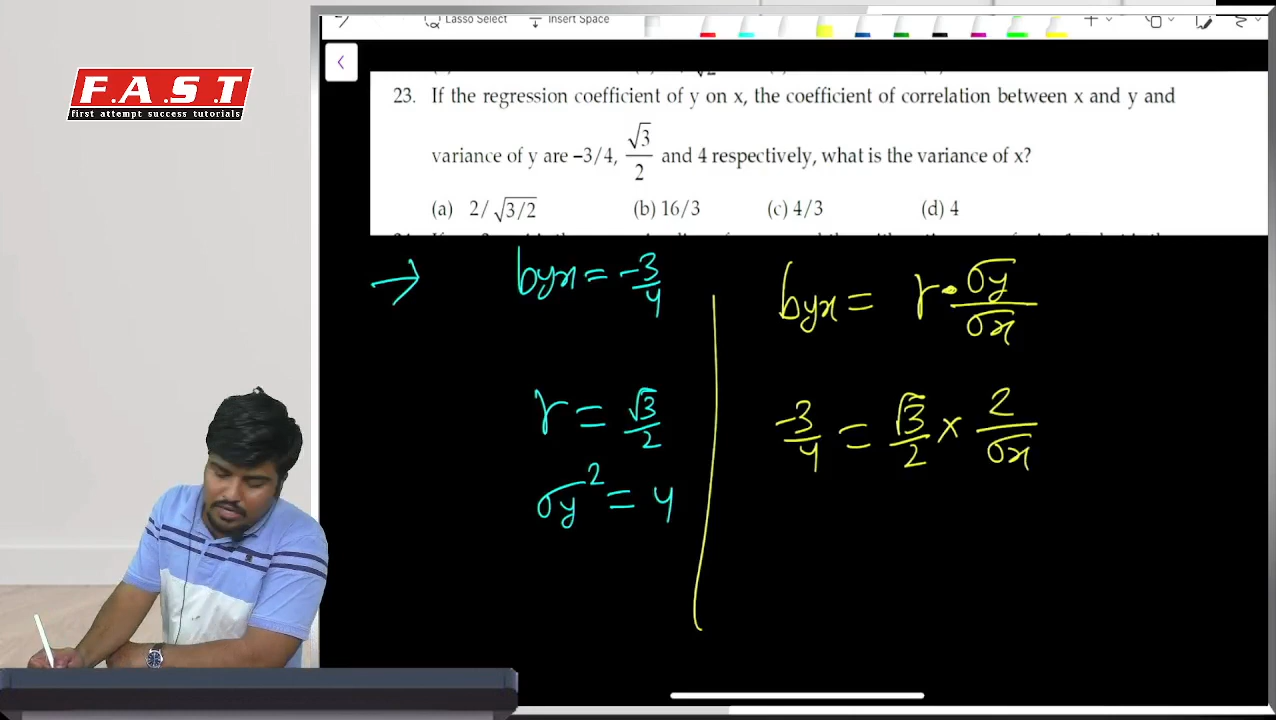 Lasso Select Insert Space
F.A.S.T
first attempt success tutorials
23. If the regression coefficient of y on x, the coefficient of correlation between x and y and
variance of y are –3/4, √3/2 and 4 respectively, what is the variance of x?
(a) 2/√3/2 (b) 16/3 (c) 4/3 (d) 4
→ byx = -3/4
r = √3/2
σy² = 4
byx = r · σy/σx
-3/4 = √3/2 × 2/σx